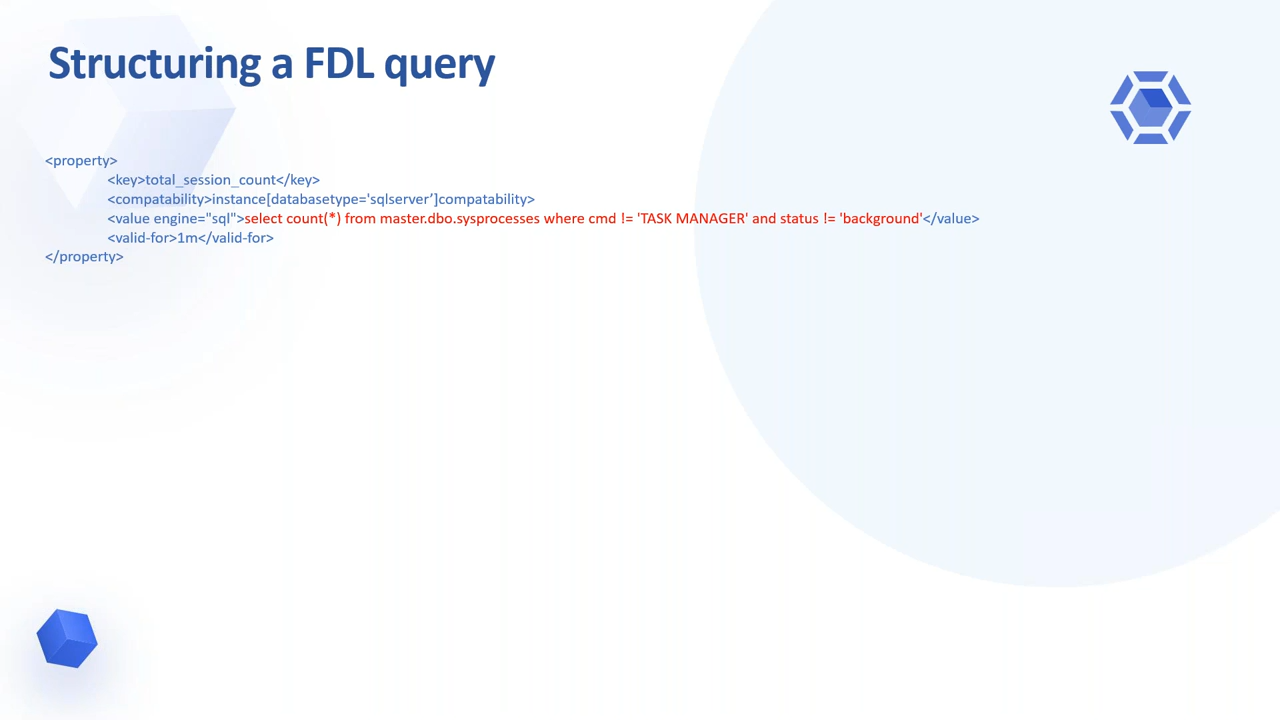 Structuring a FDL query
<property>
<key>total_session_count</key>
<compatability>instance[databasetype='sqlserver’]compatability>
<value engine="sql">select count(*) from master.dbo.sysprocesses where cmd != 'TASK MANAGER' and status != 'background'</value>
<valid-for>1m</valid-for>
</property>